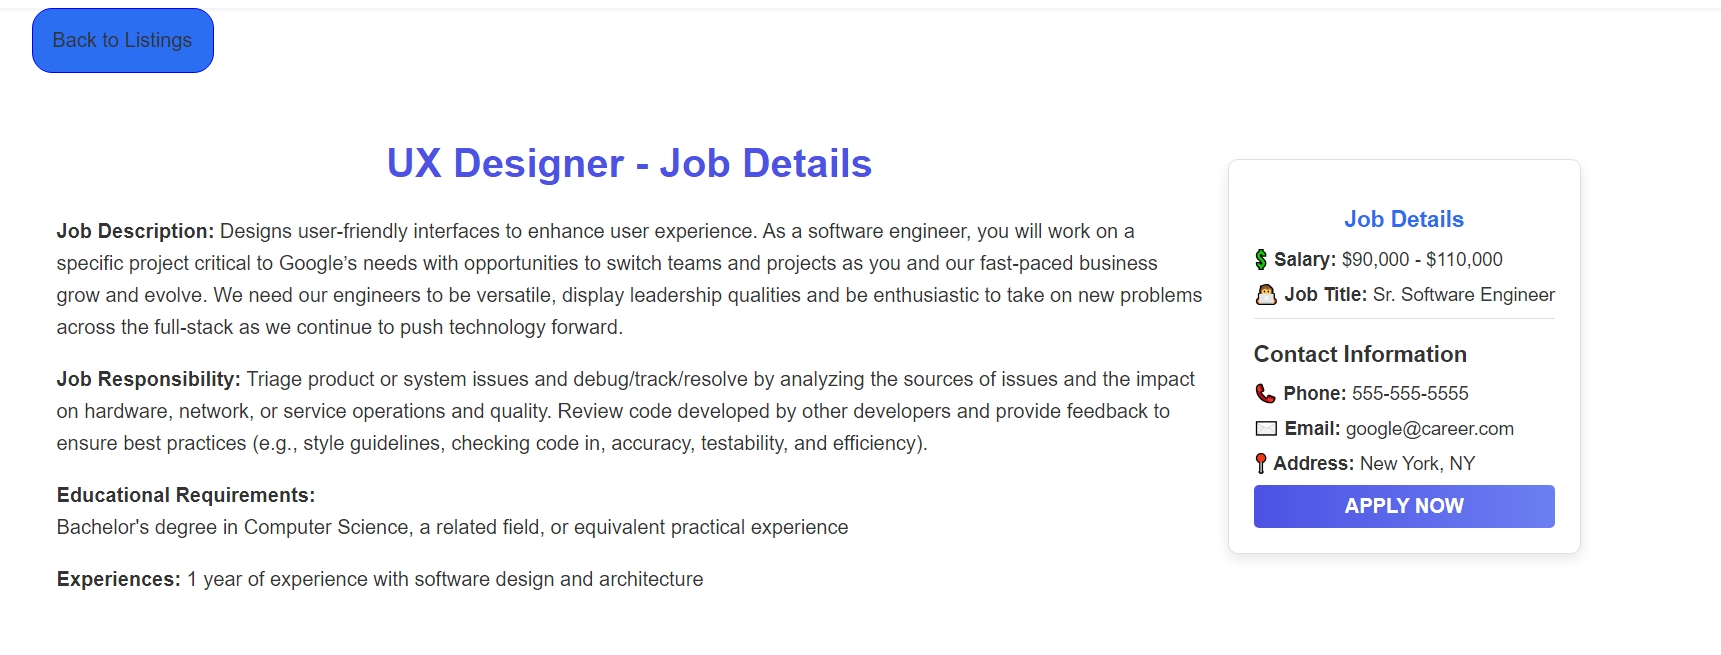 Back to Listings
UX Designer - Job Details
Job Description: Designs user-friendly interfaces to enhance user experience. As a software engineer, you will work on a
specific project critical to Google’s needs with opportunities to switch teams and projects as you and our fast-paced business
grow and evolve. We need our engineers to be versatile, display leadership qualities and be enthusiastic to take on new problems
across the full-stack as we continue to push technology forward.
Job Responsibility: Triage product or system issues and debug/track/resolve by analyzing the sources of issues and the impact
on hardware, network, or service operations and quality. Review code developed by other developers and provide feedback to
ensure best practices (e.g., style guidelines, checking code in, accuracy, testability, and efficiency).
Educational Requirements:
Bachelor's degree in Computer Science, a related field, or equivalent practical experience
Experiences: 1 year of experience with software design and architecture
Job Details
Salary: $90,000 - $110,000
Job Title: Sr. Software Engineer
Contact Information
Phone: 555-555-5555
Email: google@career.com
Address: New York, NY
APPLY NOW